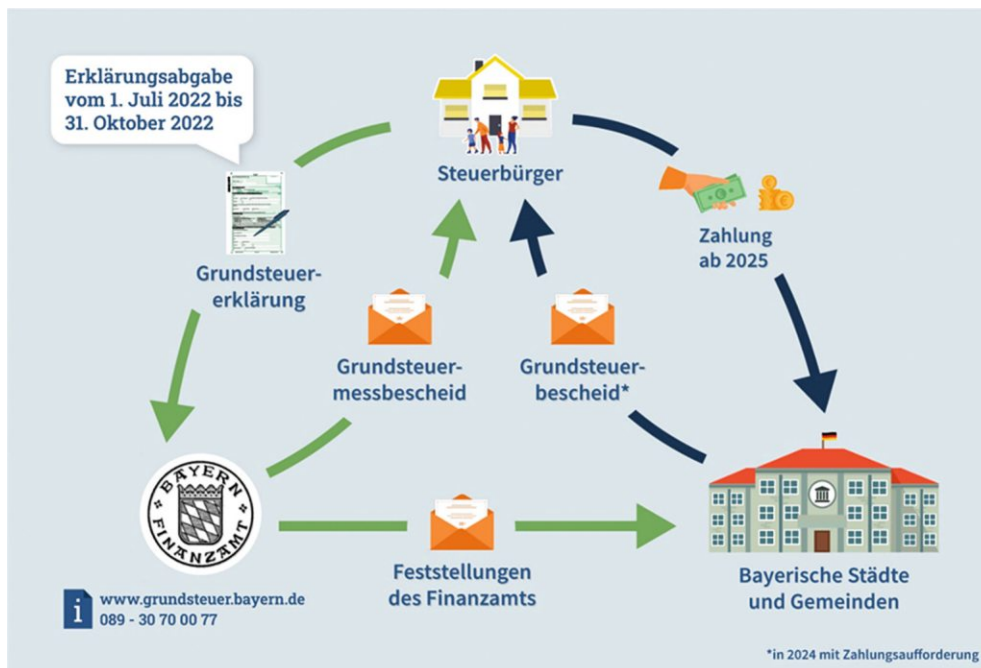 Erklärungsabgabe
vom 1. Juli 2022 bis
31. Oktober 2022
Steuerbürger
Grundsteuer-
erklärung
Zahlung
ab 2025
Grundsteuer-
messbescheid
Grundsteuer-
bescheid*
BAYERN
FINANZAMT
Feststellungen
des Finanzamts
Bayerische Städte
und Gemeinden
i www.grundsteuer.bayern.de
089 - 30 70 00 77
*in 2024 mit Zahlungsaufforderung